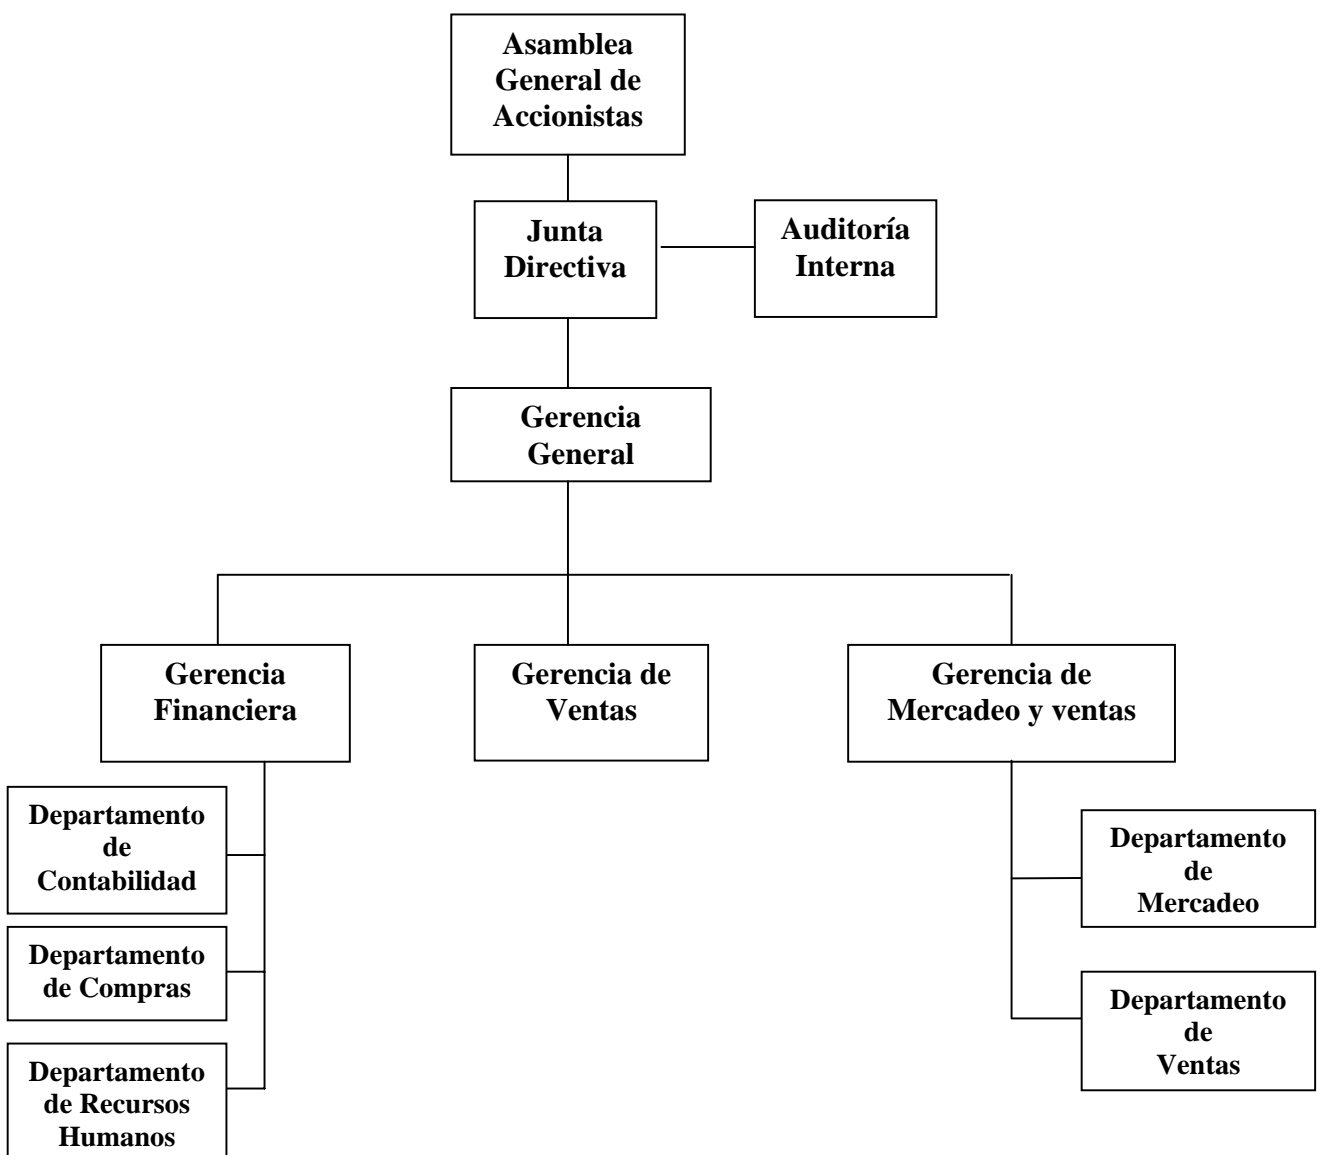 Asamblea
General de
Accionistas
Junta
Directiva
Auditoría
Interna
Gerencia
General
Gerencia
Financiera
Gerencia de
Ventas
Gerencia de
Mercadeo y ventas
Departamento
de
Contabilidad
Departamento
de Compras
Departamento
de Recursos
Humanos
Departamento
de
Mercadeo
Departamento
de
Ventas